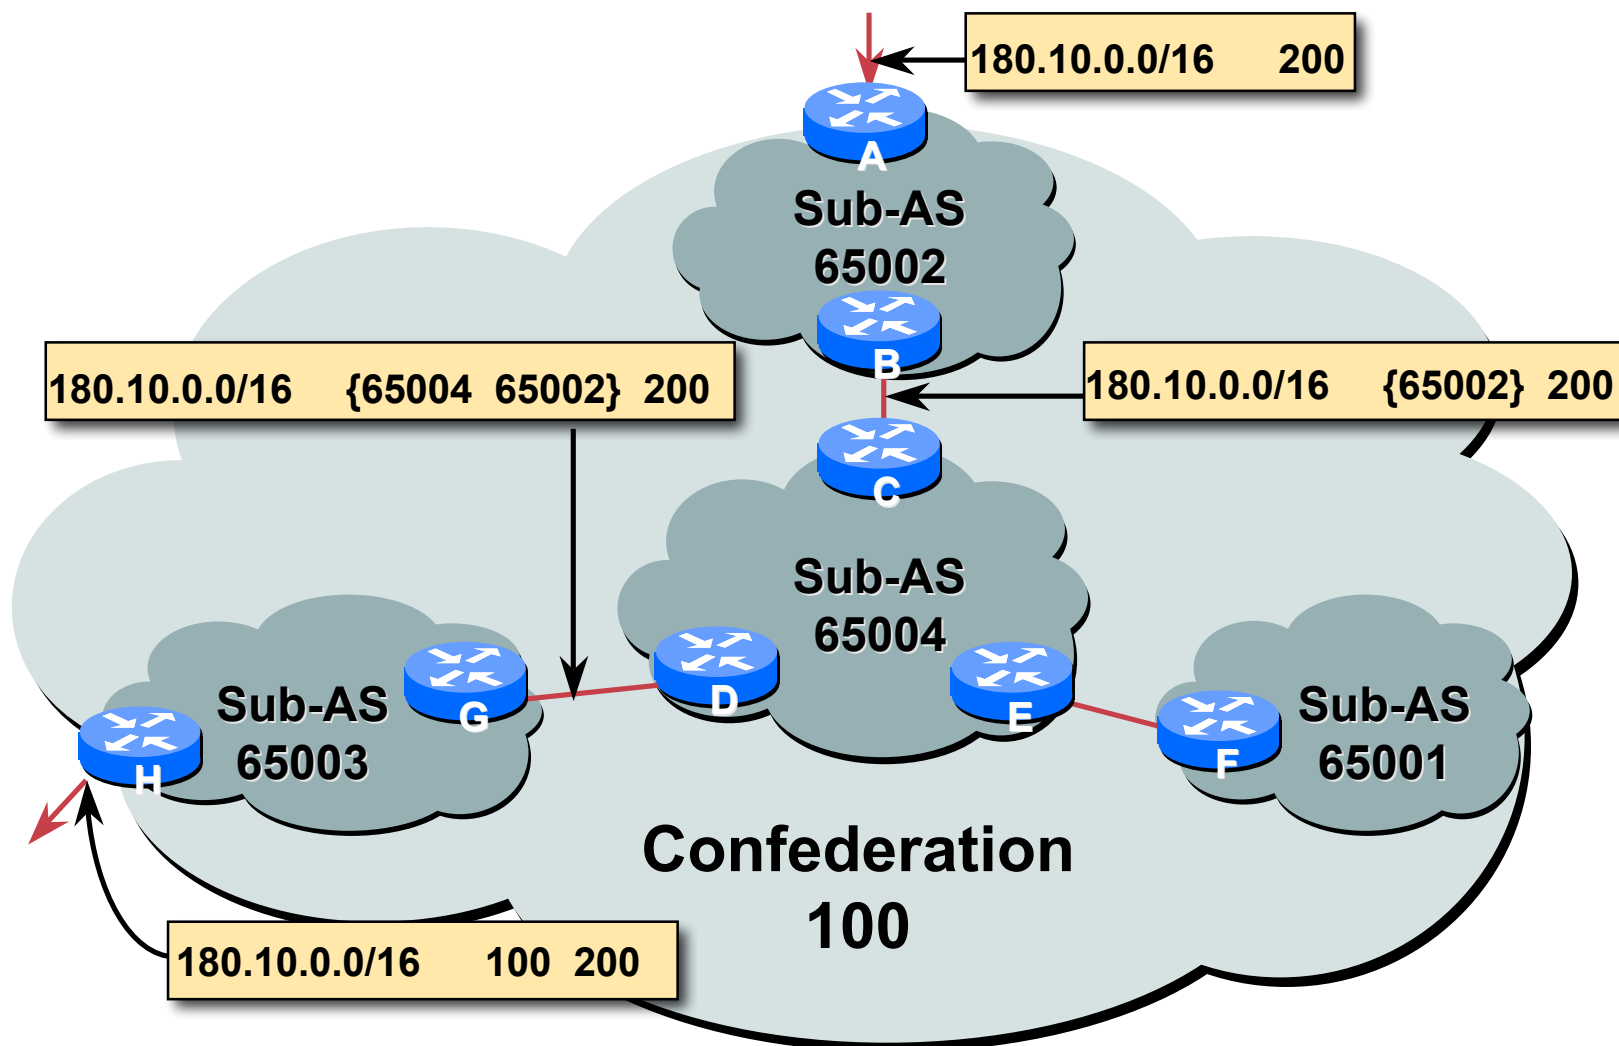 180.10.0.0/16 200
A
Sub-AS
65002
B
180.10.0.0/16 {65004 65002} 200
180.10.0.0/16 {65002} 200
C
Sub-AS
65004
D
E
G
Sub-AS
65003
H
F
Sub-AS
65001
Confederation
100
180.10.0.0/16 100 200